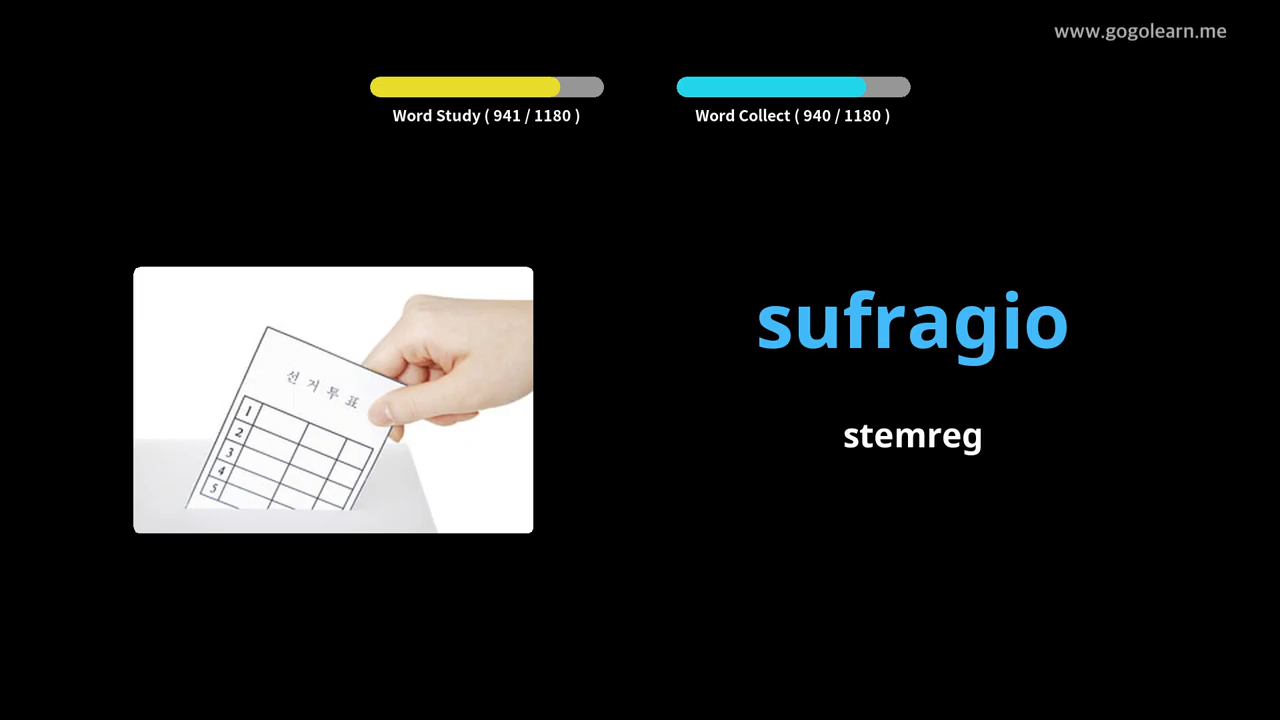 www.gogolearn.me
Word Study ( 941 / 1180 )
Word Collect ( 940 / 1180 )
선거투표
1
2
3
4
5
sufragio
stemreg